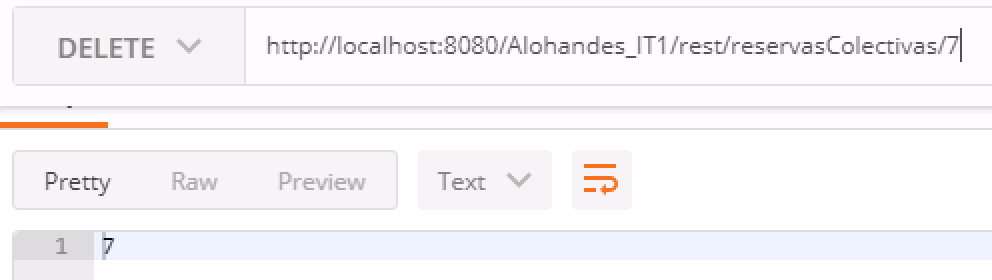 DELETE http://localhost:8080/Alohandes_IT1/rest/reservasColectivas/7
Pretty Raw Preview Text
1 7